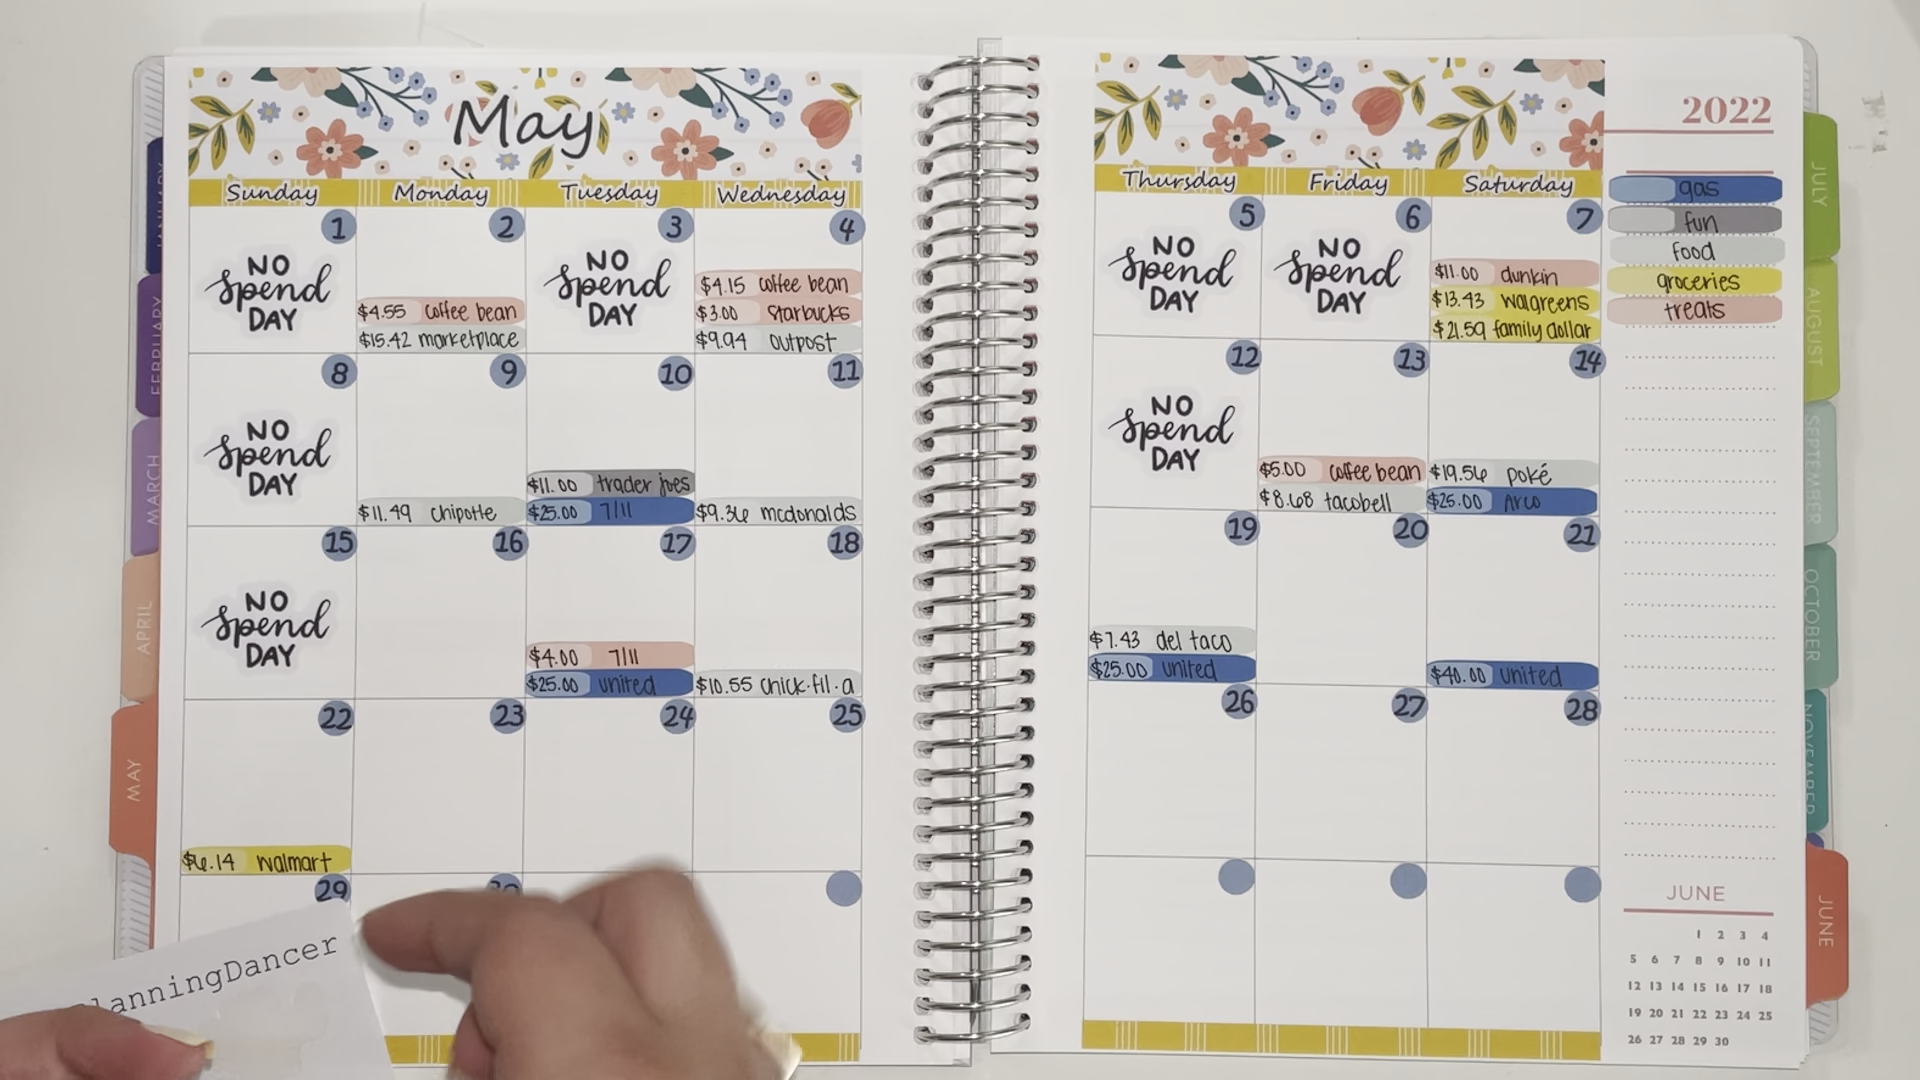 May
2022
Sunday Monday Tuesday Wednesday Thursday Friday Saturday
gas
fun
food
groceries
treats
1
NO
Spend
DAY
2
$4.55 coffee bean
$15.42 marketplace
3
NO
Spend
DAY
4
$4.15 coffee bean
$3.00 starbucks
$9.94 outpost
5
NO
Spend
DAY
6
NO
Spend
DAY
7
$11.00 dunkin
$13.43 walgreens
$21.59 family dollar
8
NO
Spend
DAY
9
$11.49 chipotle
10
$11.00 trader joes
$25.00 7/11
11
$9.36 mcdonalds
12
NO
Spend
DAY
13
$5.00 coffee bean
$8.68 tacobell
14
$19.56 poké
$25.00 Arco
15
NO
Spend
DAY
16
17
$4.00 7/11
$25.00 united
18
$10.55 chick-fil-a
19
$7.43 del taco
$25.00 united
20
21
$40.00 united
22
$6.14 walmart
23
24
25
26
27
28
29
30
lanningDancer
JANUARY
FEBRUARY
MARCH
APRIL
MAY
JULY
AUGUST
SEPTEMBER
OCTOBER
NOVEMBER
JUNE
JUNE
1 2 3 4
5 6 7 8 9 10 11
12 13 14 15 16 17 18
19 20 21 22 23 24 25
26 27 28 29 30